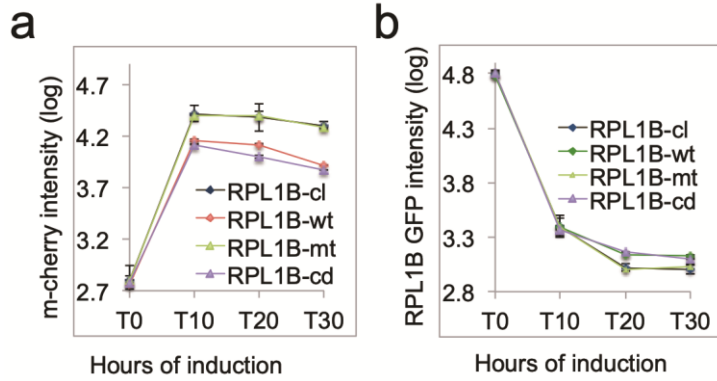 a
m-cherry intensity (log)
4.7
4.2
3.7
3.2
2.7
RPL1B-cl
RPL1B-wt
RPL1B-mt
RPL1B-cd
T0 T10 T20 T30
Hours of induction
b
RPL1B GFP intensity (log)
4.8
4.3
3.8
3.3
2.8
RPL1B-cl
RPL1B-wt
RPL1B-mt
RPL1B-cd
T0 T10 T20 T30
Hours of induction